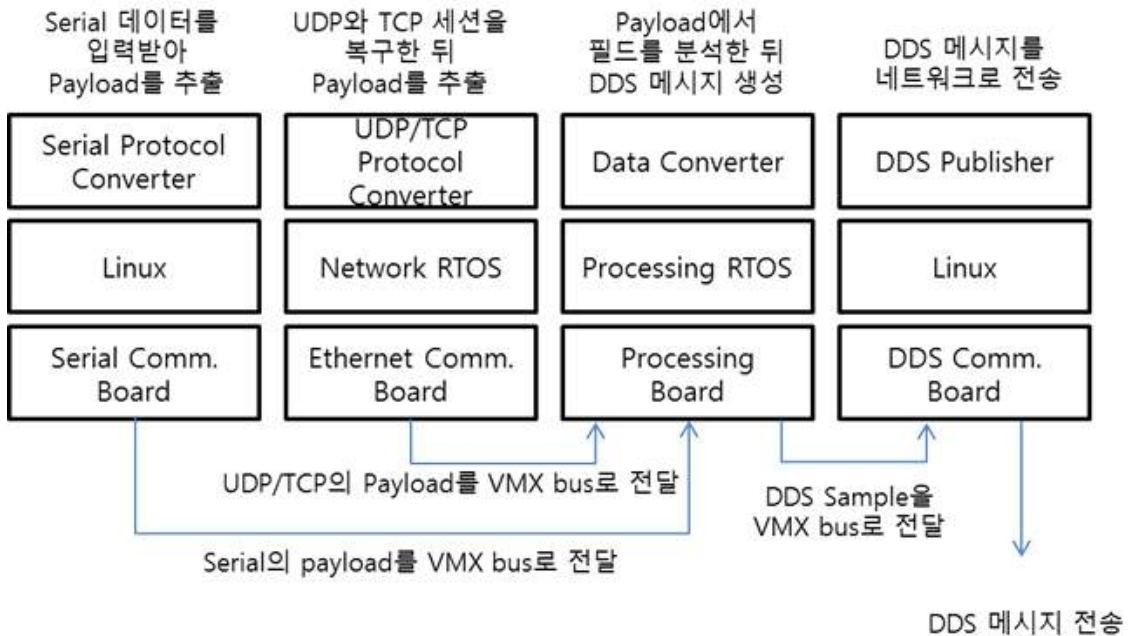 Serial 데이터를
입력받아
Payload를 추출
UDP와 TCP 세션을
복구한 뒤
Payload를 추출
Payload에서
필드를 분석한 뒤
DDS 메시지 생성
DDS 메시지를
네트워크로 전송
Serial Protocol
Converter
UDP/TCP
Protocol
Converter
Data Converter
DDS Publisher
Linux
Network RTOS
Processing RTOS
Linux
Serial Comm.
Board
Ethernet Comm.
Board
Processing
Board
DDS Comm.
Board
UDP/TCP의 Payload를 VMX bus로 전달
DDS Sample을
VMX bus로 전달
Serial의 payload를 VMX bus로 전달
DDS 메시지 전송